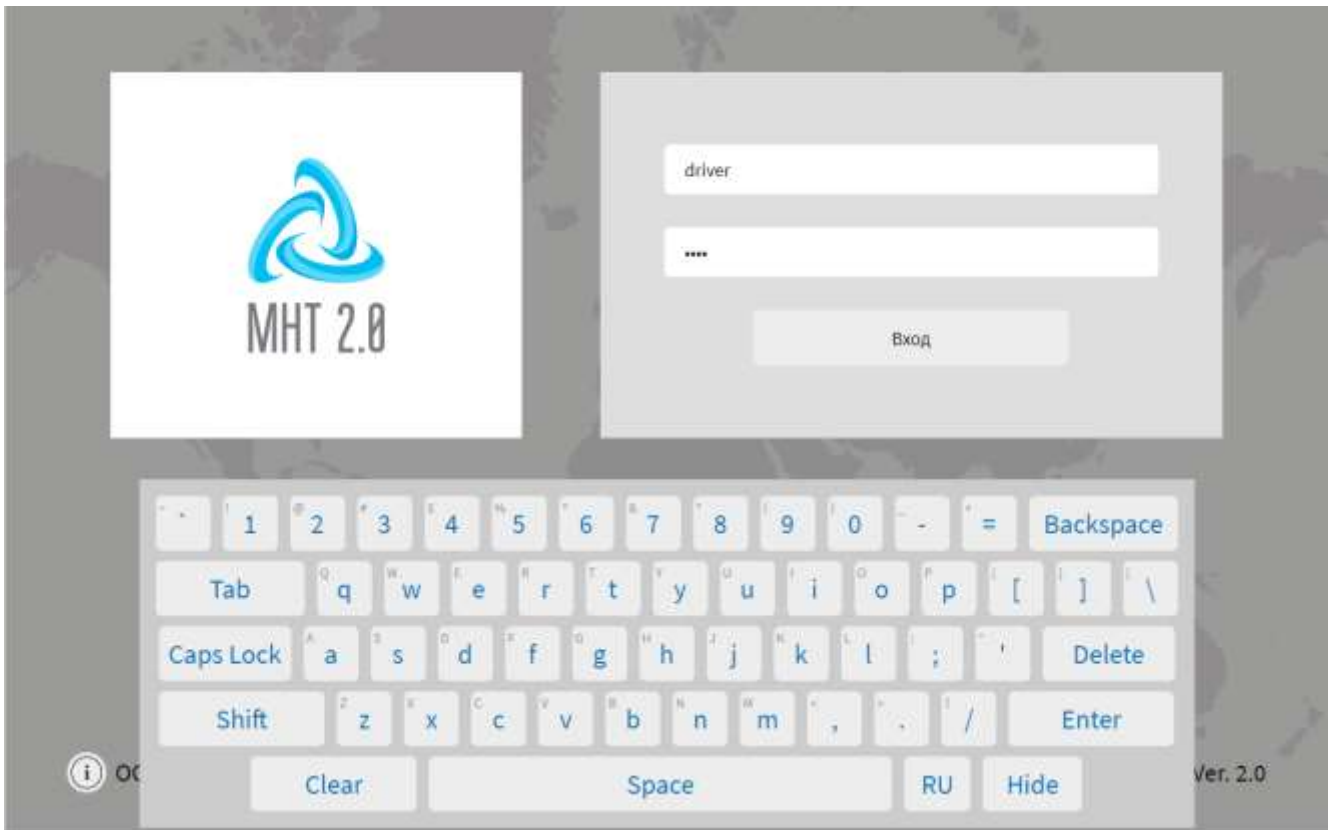 MHT 2.0
driver
••••
Вход
1 2 3 4 5 6 7 8 9 0 - = Backspace
Tab q w e r t y u i o p [ ] \
Caps Lock a s d f g h j k l ; ' Delete
Shift z x c v b n m , . / Enter
Clear Space RU Hide
Ver. 2.0